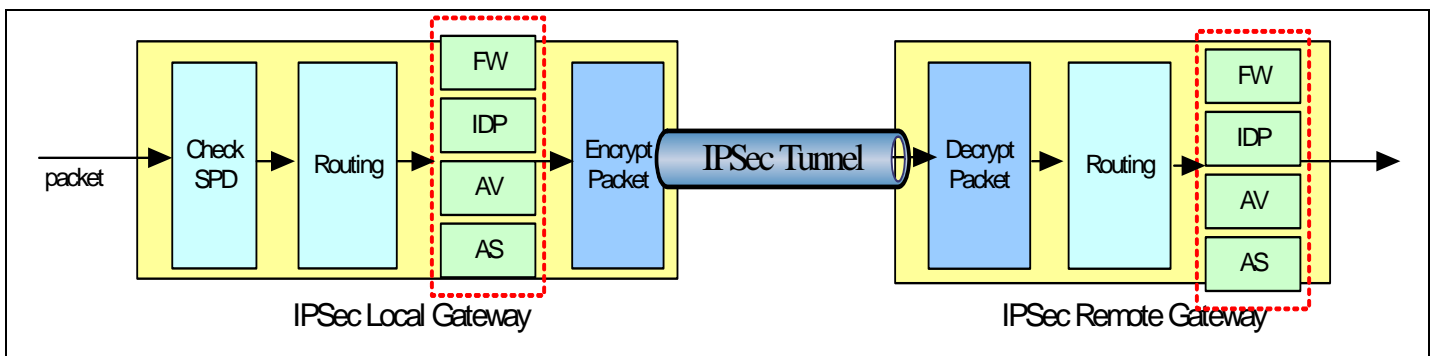 packet
Check
SPD
Routing
FW
IDP
AV
AS
Encrypt
Packet
IPSec Tunnel
Decrypt
Packet
Routing
FW
IDP
AV
AS
IPSec Local Gateway
IPSec Remote Gateway